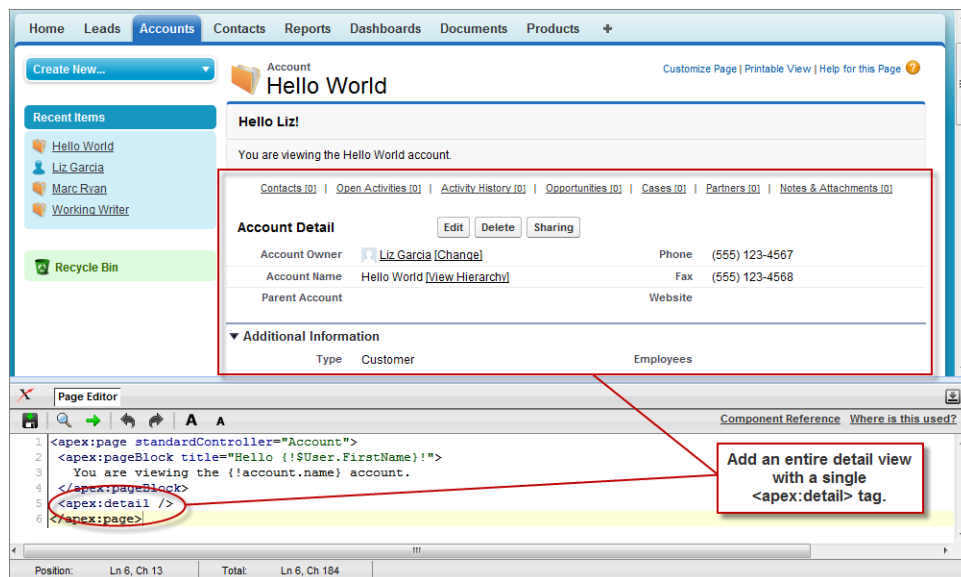 Home Leads Accounts Contacts Reports Dashboards Documents Products +
Create New...
Account
Hello World
Customize Page | Printable View | Help for this Page ?
Recent Items
Hello World
Liz Garcia
Marc Ryan
Working Writer
Recycle Bin
Hello Liz!
You are viewing the Hello World account.
Contacts [0] | Open Activities [0] | Activity History [0] | Opportunities [0] | Cases [0] | Partners [0] | Notes & Attachments [0]
Account Detail Edit Delete Sharing
Account Owner Liz Garcia [Change] Phone (555) 123-4567
Account Name Hello World [View Hierarchy] Fax (555) 123-4568
Parent Account Website
Additional Information
Type Customer Employees
Page Editor
A A Component Reference Where is this used?
1 <apex:page standardController="Account">
2 <apex:pageBlock title="Hello {!$User.FirstName}!">
3 You are viewing the {!account.name} account.
4 </apex:pageBlock>
5 <apex:detail />
6 </apex:page>
Add an entire detail view
with a single
<apex:detail> tag.
Position: Ln 6, Ch 13 Total: Ln 6, Ch 184